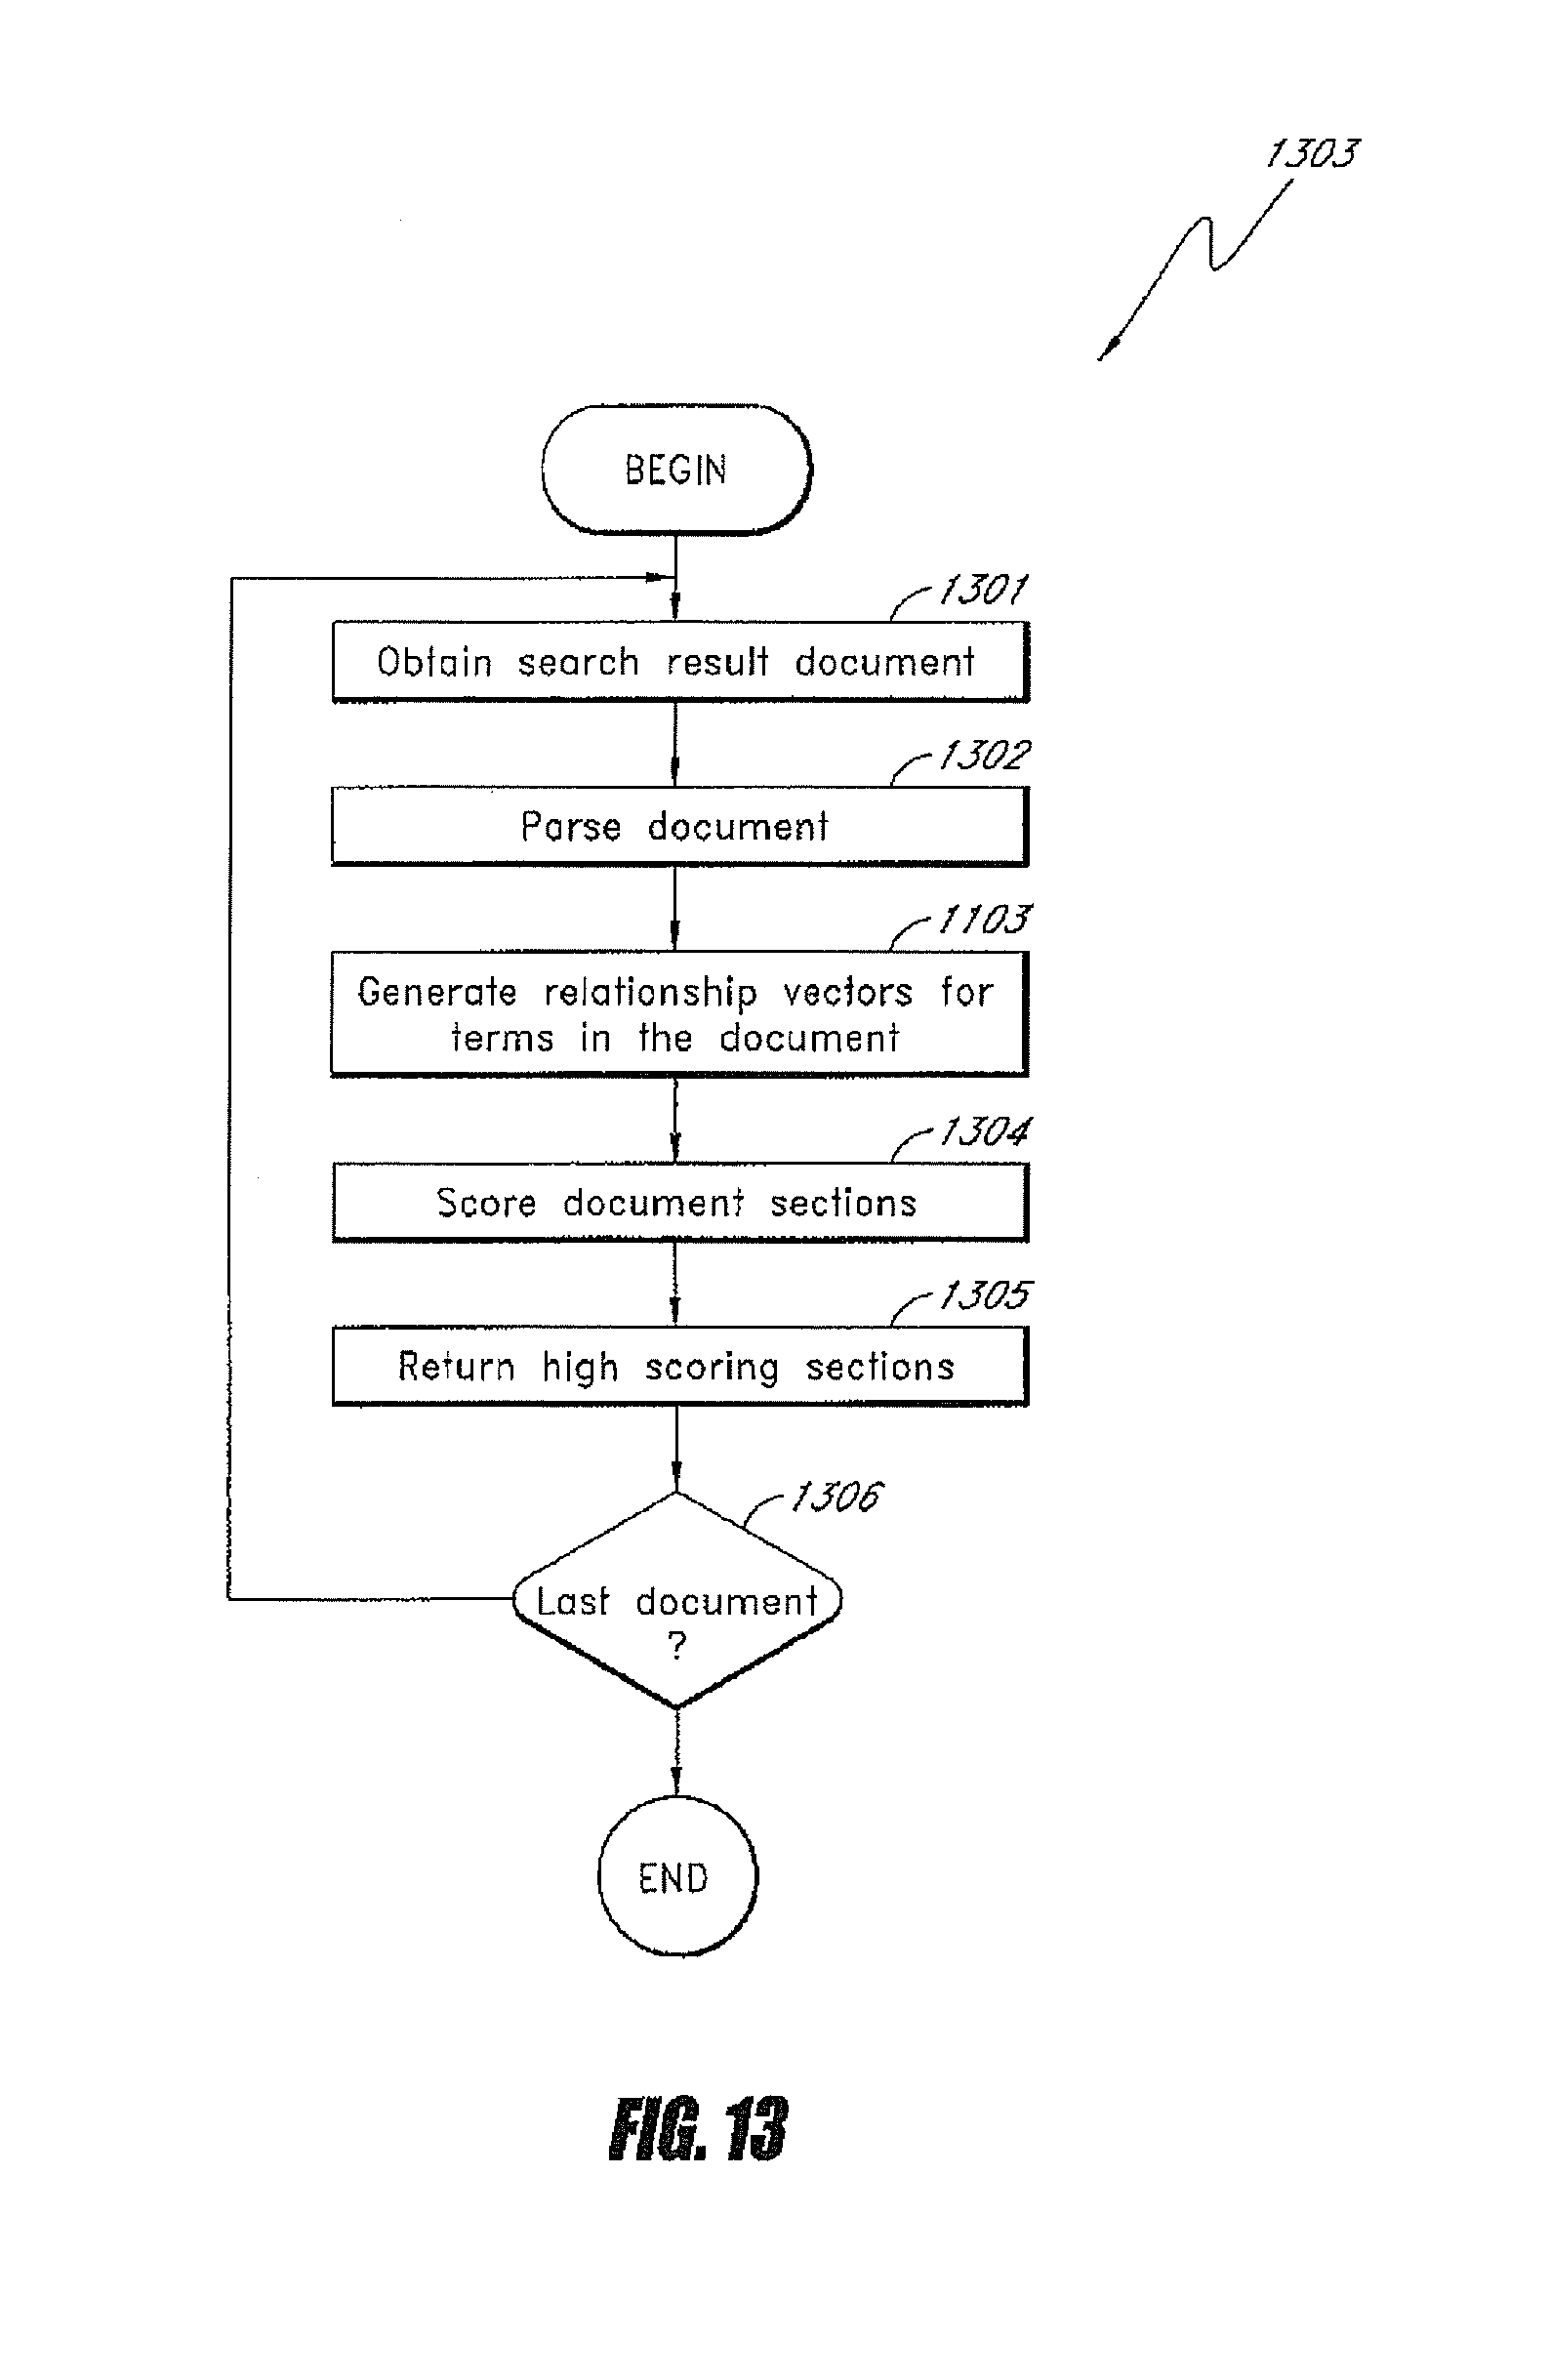 1303
BEGIN
1301
Obtain search result document
1302
Parse document
1103
Generate relationship vectors for
terms in the document
1304
Score document sections
1305
Return high scoring sections
1306
Last document
?
END
FIG. 13